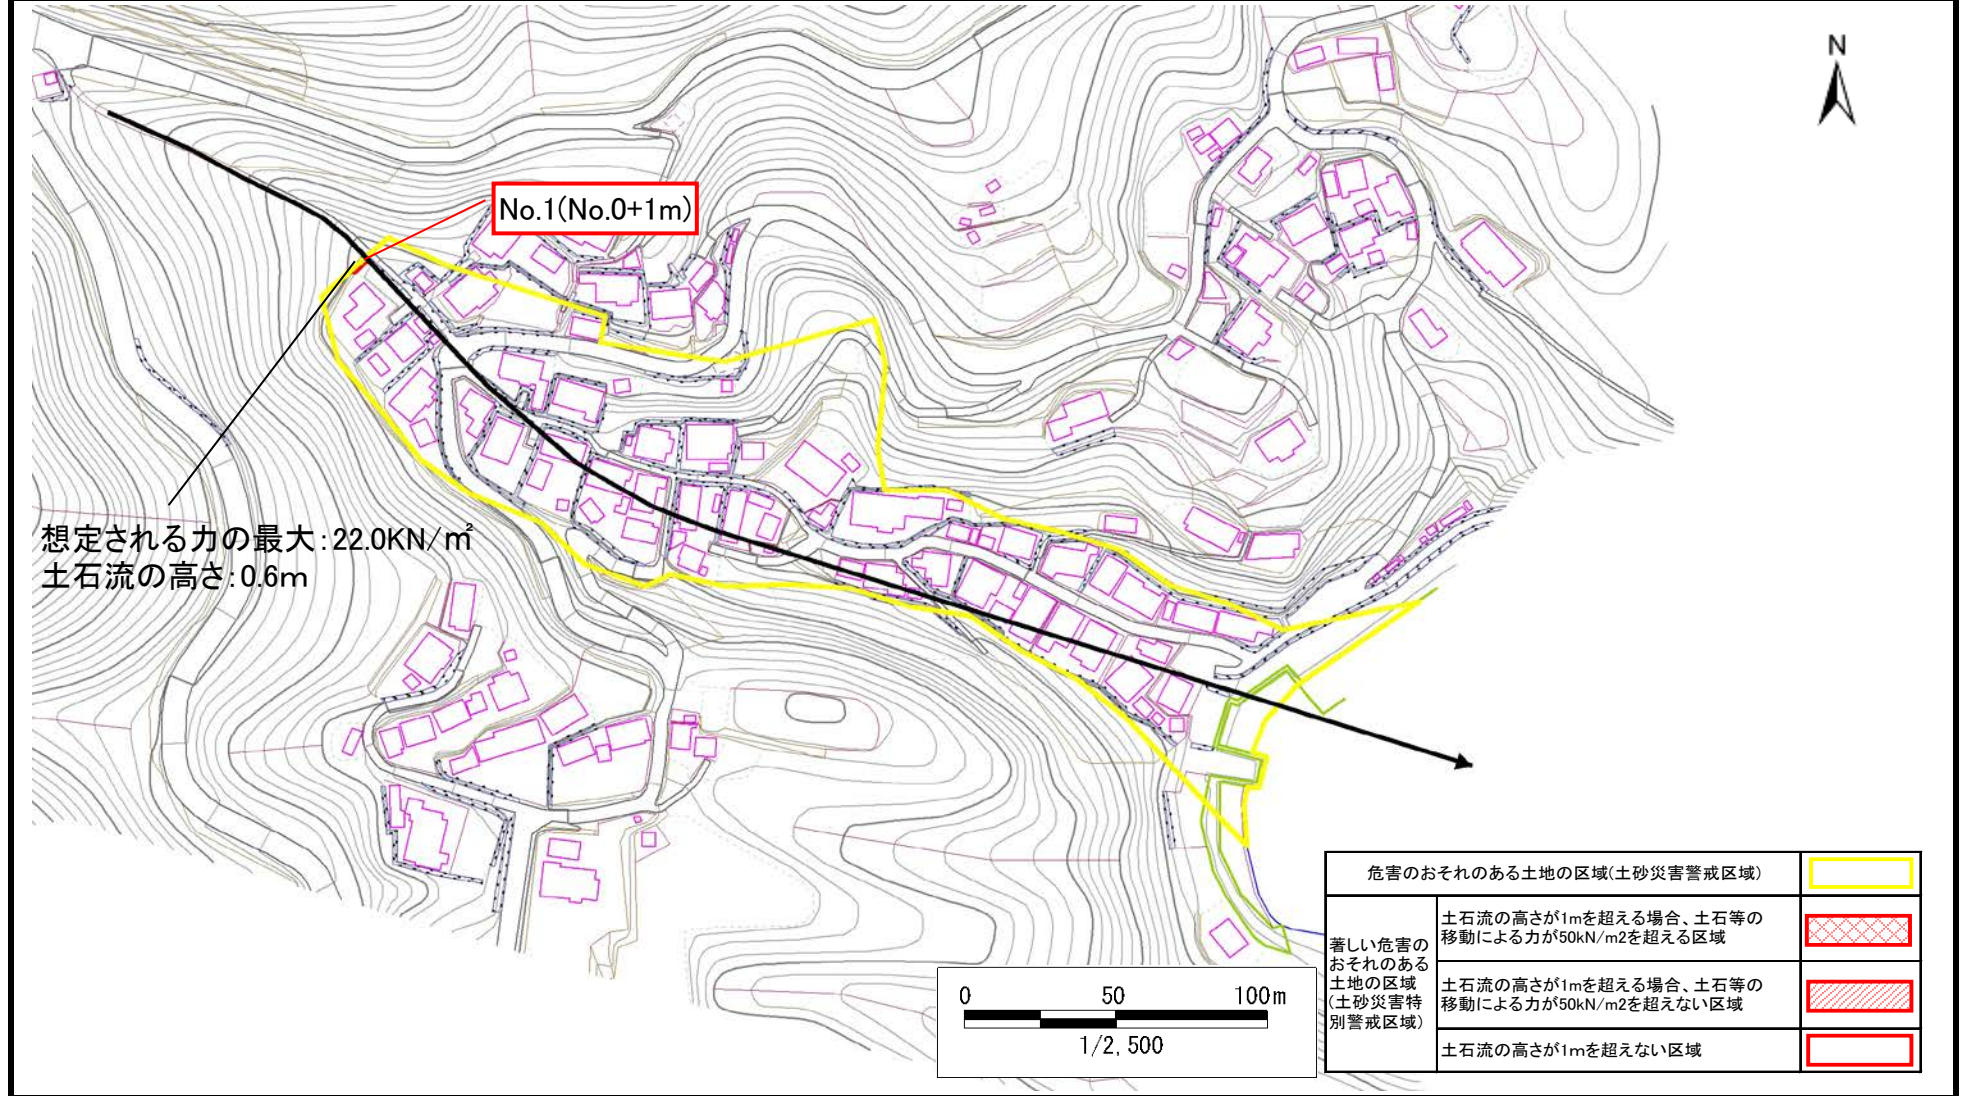 N
No.1(No.0+1m)
想定される力の最大:22.0KN/㎡
土石流の高さ:0.6m
0 50 100m
1/2,500
危害のおそれのある土地の区域(土砂災害警戒区域)
著しい危害の
おそれのある
土地の区域
(土砂災害特
別警戒区域)
土石流の高さが1mを超える場合、土石等の
移動による力が50kN/m2を超える区域
土石流の高さが1mを超える場合、土石等の
移動による力が50kN/m2を超えない区域
土石流の高さが1mを超えない区域